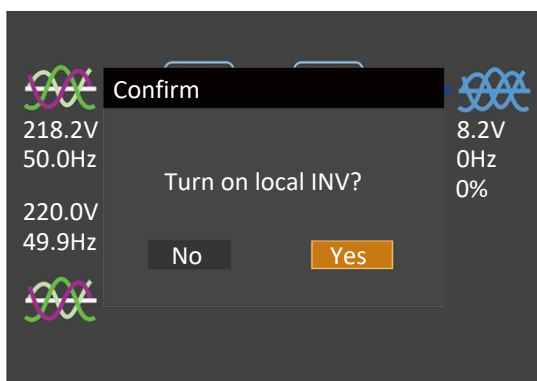 Confirm
218.2V
50.0Hz
220.0V
49.9Hz
Turn on local INV?
No
Yes
8.2V
0Hz
0%